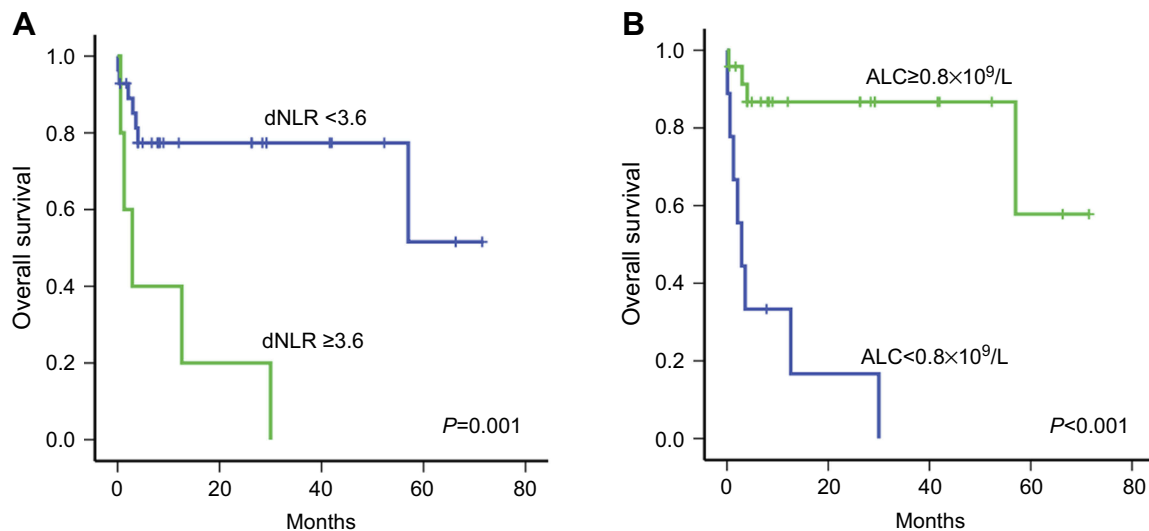 A
Overall survival
1.0
0.8
0.6
0.4
0.2
0.0
dNLR <3.6
dNLR ≥3.6
P=0.001
0 20 40 60 80
Months
B
Overall survival
1.0
0.8
0.6
0.4
0.2
0.0
ALC≥0.8×10⁹/L
ALC<0.8×10⁹/L
P<0.001
0 20 40 60 80
Months